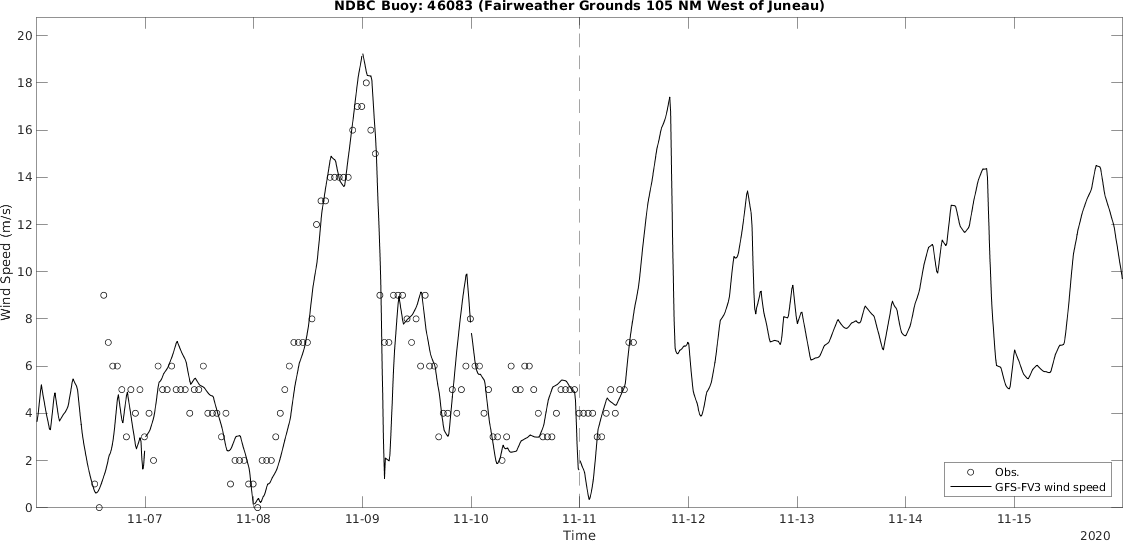 NDBC Buoy: 46083 (Fairweather Grounds 105 NM West of Juneau)
20
18
16
14
12
10
8
6
4
2
0
Wind Speed (m/s)
Obs.
GFS-FV3 wind speed
11-07 11-08 11-09 11-10 11-11 11-12 11-13 11-14 11-15
Time
2020